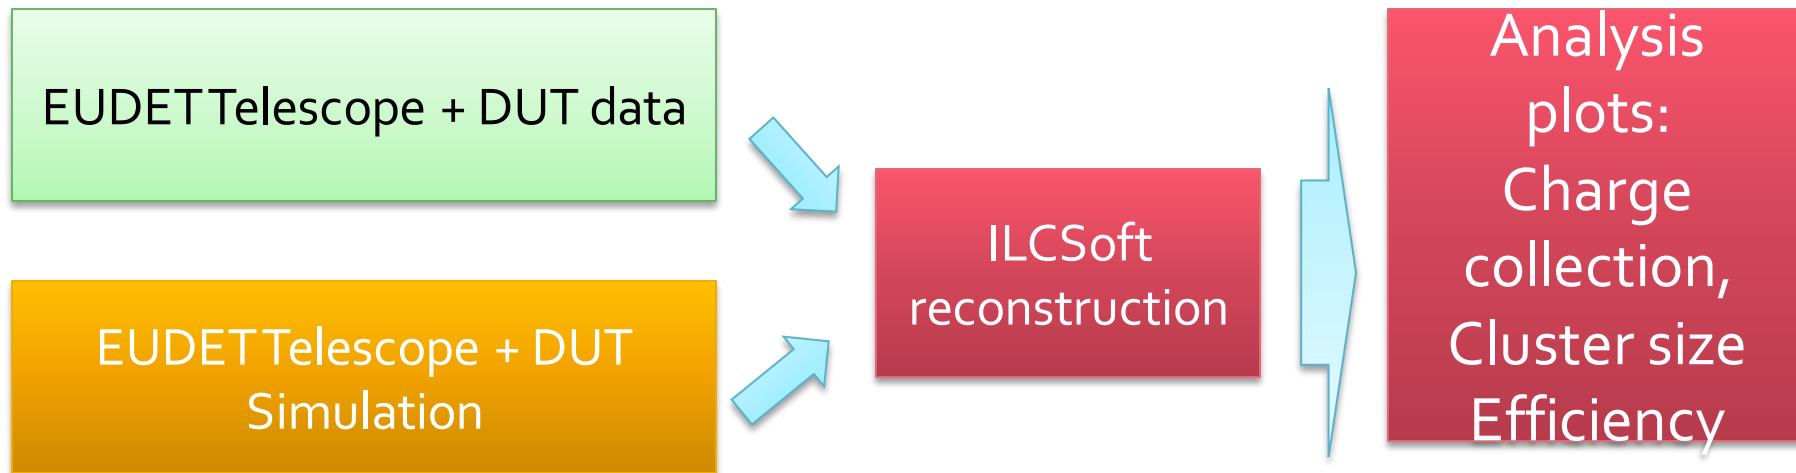 EUDET Telescope + DUT data
EUDET Telescope + DUT
Simulation
ILCSoft
reconstruction
Analysis
plots:
Charge
collection,
Cluster size
Efficiency